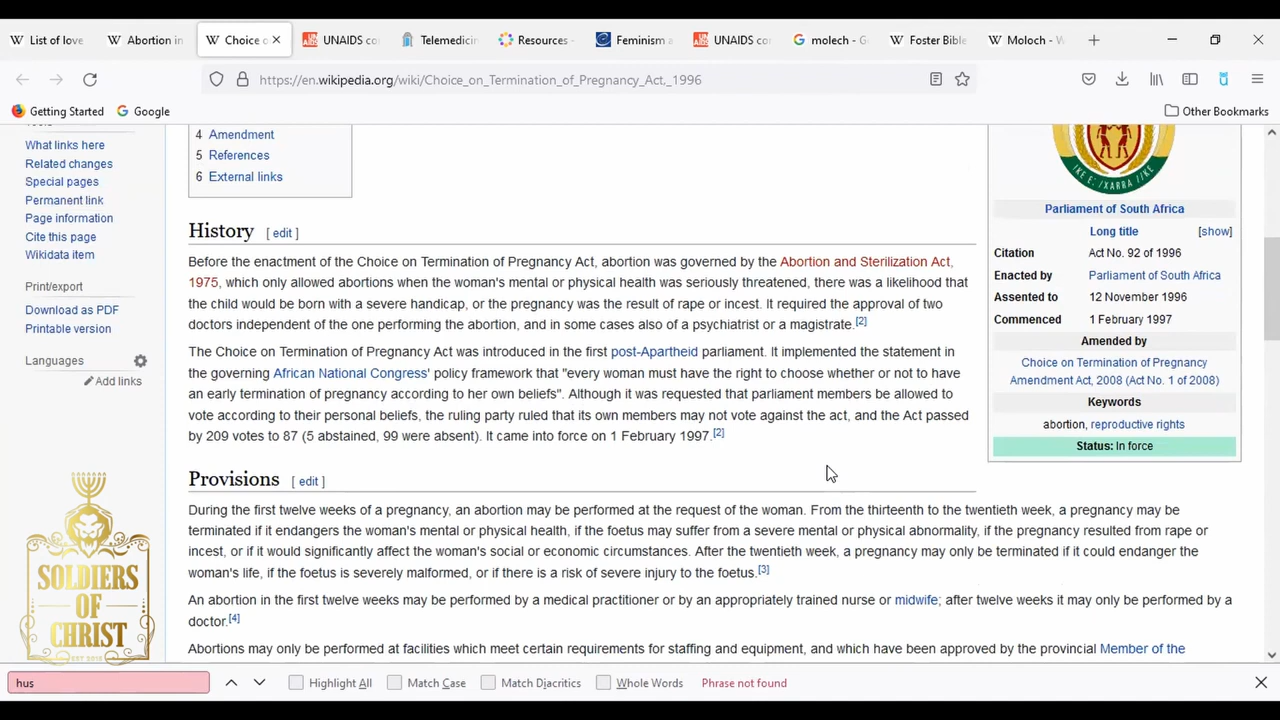 List of love
Abortion in
Choice o
UNAIDS co
Telemedicin
Resources -
Feminism a
UNAIDS co
molech - G
Foster Bible
Moloch - W
https://en.wikipedia.org/wiki/Choice_on_Termination_of_Pregnancy_Act,_1996
Getting Started
Google
Other Bookmarks
What links here
Related changes
Special pages
Permanent link
Page information
Cite this page
Wikidata item
Print/export
Download as PDF
Printable version
Languages
Add links
4 Amendment
5 References
6 External links
History [ edit ]
Before the enactment of the Choice on Termination of Pregnancy Act, abortion was governed by the Abortion and Sterilization Act,
1975, which only allowed abortions when the woman's mental or physical health was seriously threatened, there was a likelihood that
the child would be born with a severe handicap, or the pregnancy was the result of rape or incest. It required the approval of two
doctors independent of the one performing the abortion, and in some cases also of a psychiatrist or a magistrate.[2]
The Choice on Termination of Pregnancy Act was introduced in the first post-Apartheid parliament. It implemented the statement in
the governing African National Congress' policy framework that "every woman must have the right to choose whether or not to have
an early termination of pregnancy according to her own beliefs". Although it was requested that parliament members be allowed to
vote according to their personal beliefs, the ruling party ruled that its own members may not vote against the act, and the Act passed
by 209 votes to 87 (5 abstained, 99 were absent). It came into force on 1 February 1997.[2]
!KE E: /XARRA //KE
Parliament of South Africa
Long title [show]
Citation Act No. 92 of 1996
Enacted by Parliament of South Africa
Assented to 12 November 1996
Commenced 1 February 1997
Amended by
Choice on Termination of Pregnancy
Amendment Act, 2008 (Act No. 1 of 2008)
Keywords
abortion, reproductive rights
Status: In force
Provisions [ edit ]
During the first twelve weeks of a pregnancy, an abortion may be performed at the request of the woman. From the thirteenth to the twentieth week, a pregnancy may be
terminated if it endangers the woman's mental or physical health, if the foetus may suffer from a severe mental or physical abnormality, if the pregnancy resulted from rape or
incest, or if it would significantly affect the woman's social or economic circumstances. After the twentieth week, a pregnancy may only be terminated if it could endanger the
woman's life, if the foetus is severely malformed, or if there is a risk of severe injury to the foetus.[3]
An abortion in the first twelve weeks may be performed by a medical practitioner or by an appropriately trained nurse or midwife; after twelve weeks it may only be performed by a
doctor.[4]
Abortions may only be performed at facilities which meet certain requirements for staffing and equipment, and which have been approved by the provincial Member of the
SOLDIERS
OF
CHRIST
hus
Highlight All
Match Case
Match Diacritics
Whole Words
Phrase not found